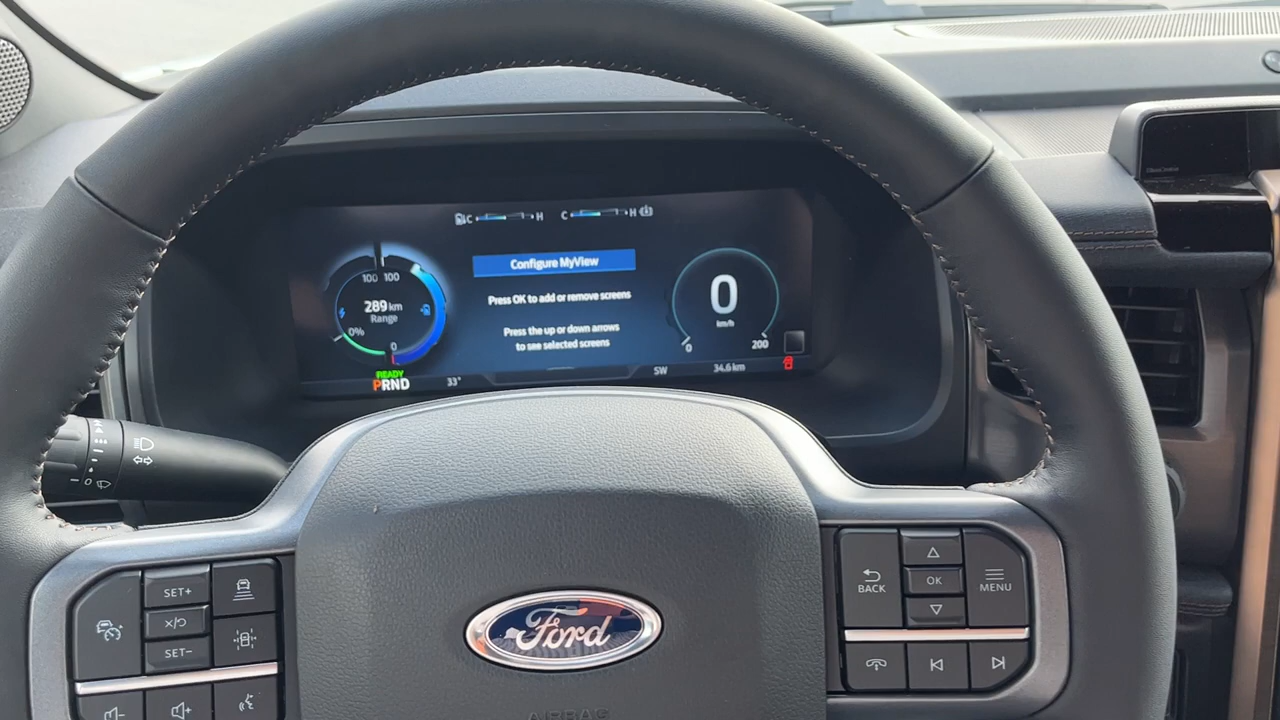 C H C H
Configure MyView
100 100
289 km
Range
0%
0
Press OK to add or remove screens
Press the up or down arrows
to see selected screens
0
km/h
0 200
READY
PRND
33°
SW
34.6 km
0
SET+
SET-
BACK
OK
MENU
Ford
AIRBAG